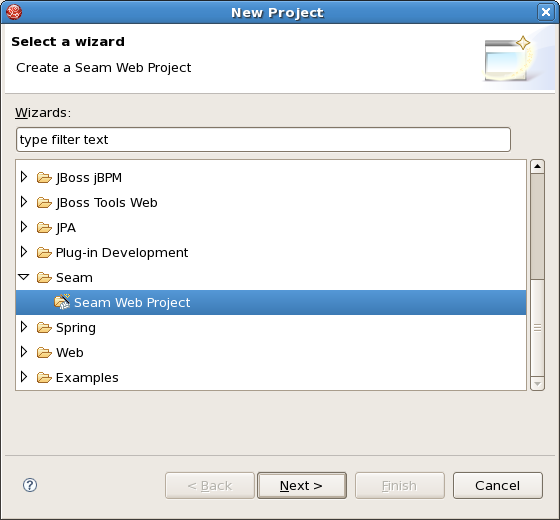 New Project
Select a wizard
Create a Seam Web Project
Wizards:
type filter text
JBoss jBPM
JBoss Tools Web
JPA
Plug-in Development
Seam
Seam Web Project
Spring
Web
Examples
? < Back Next > Finish Cancel